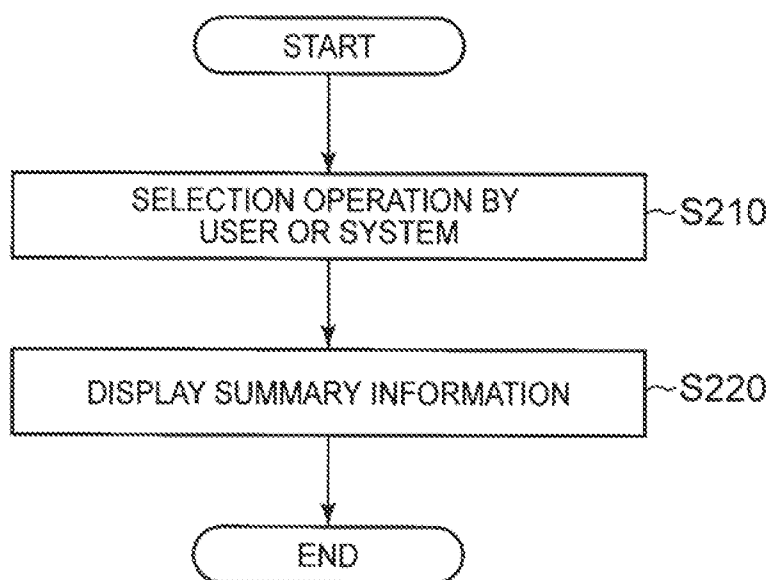 START
SELECTION OPERATION BY
USER OR SYSTEM
S210
DISPLAY SUMMARY INFORMATION
S220
END